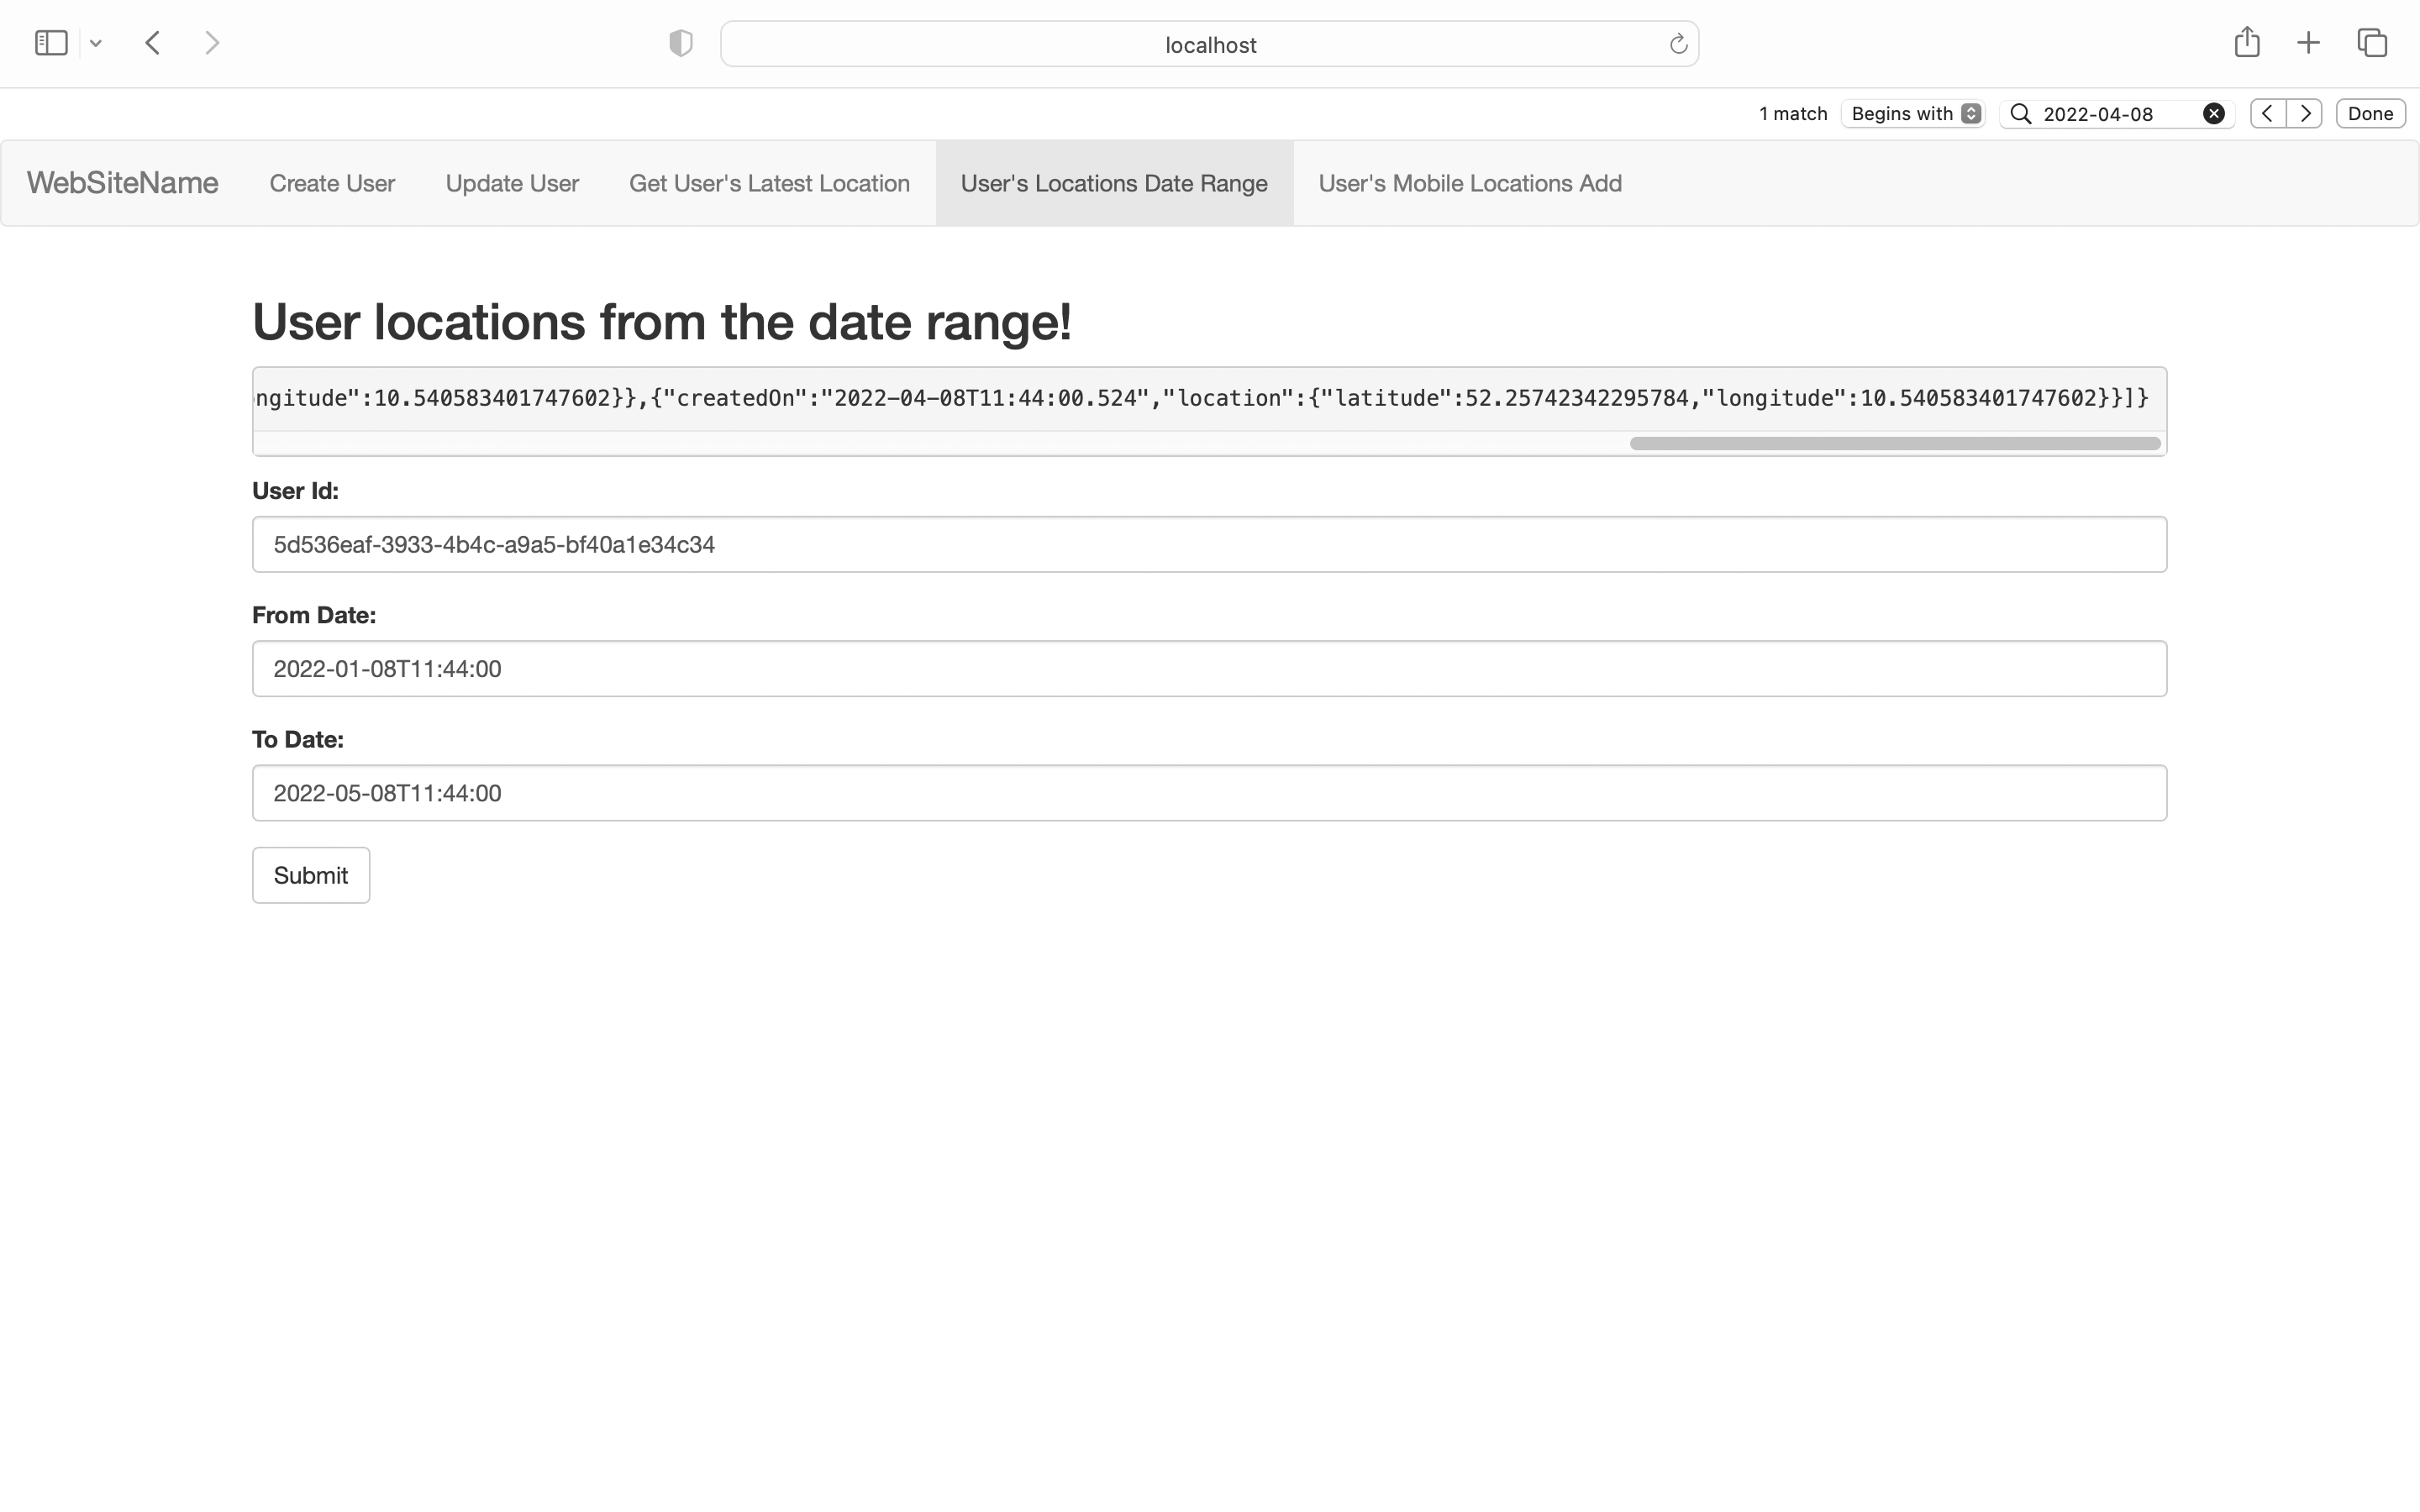 localhost
1 match Begins with 2022-04-08 Done
WebSiteName Create User Update User Get User's Latest Location User's Locations Date Range User's Mobile Locations Add
User locations from the date range!
ngitude":10.540583401747602}},{"createdOn":"2022-04-08T11:44:00.524","location":{"latitude":52.25742342295784,"longitude":10.540583401747602}}]}
User Id:
5d536eaf-3933-4b4c-a9a5-bf40a1e34c34
From Date:
2022-01-08T11:44:00
To Date:
2022-05-08T11:44:00
Submit